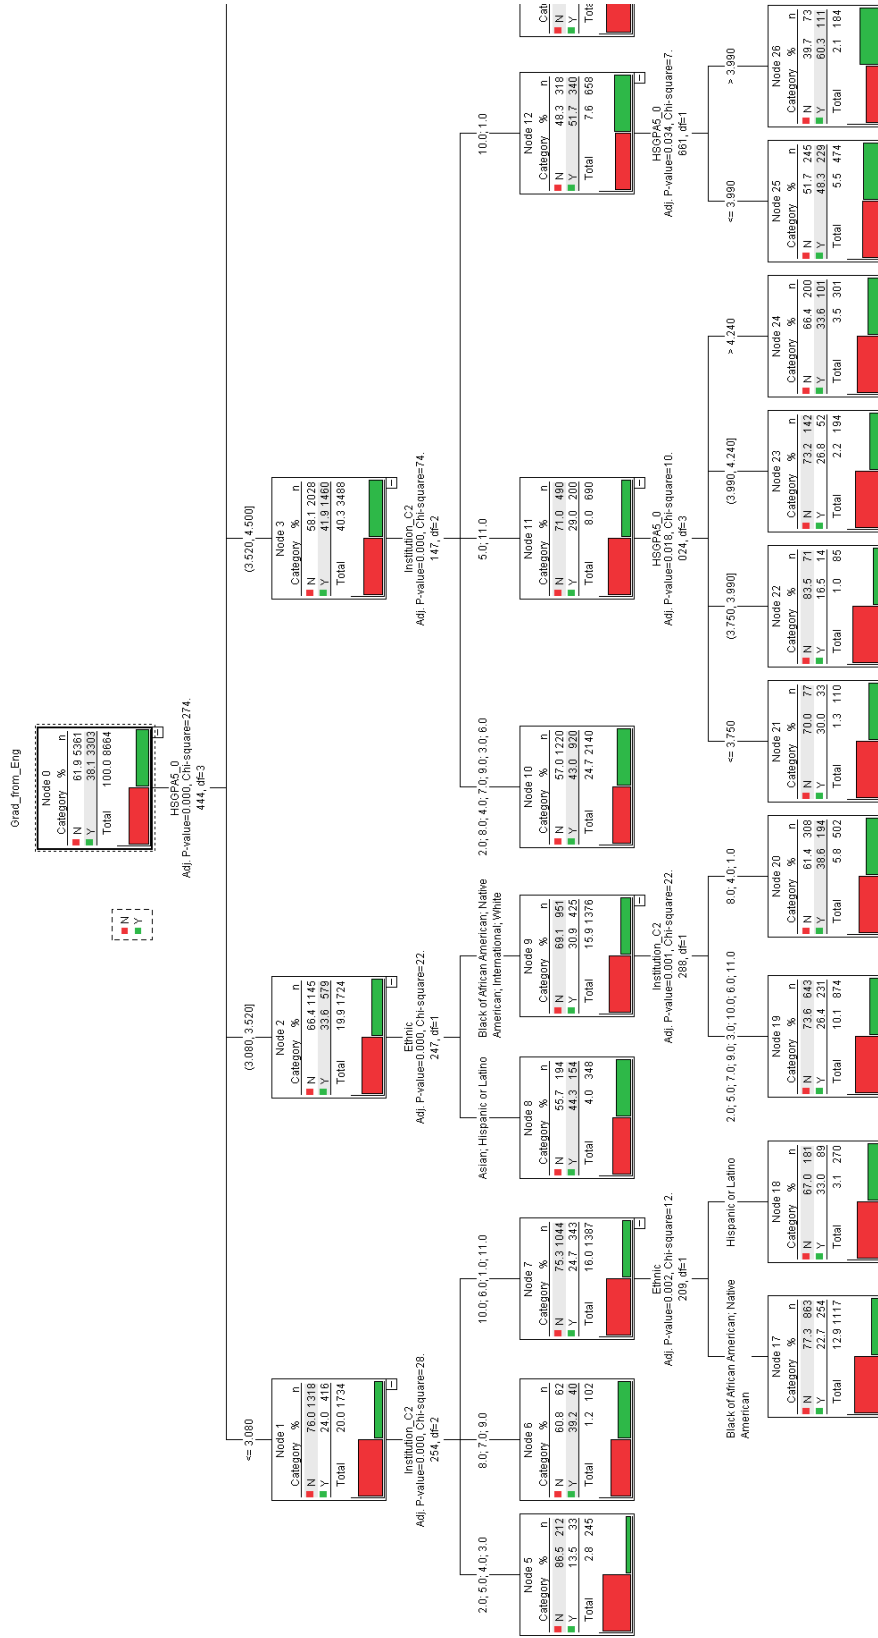 Grad_from_Eng
N
Y
Node 0
Category % n
N 61.9 5361
Y 38.1 3303
Total 100.0 8664
HSGPA5_0
Adj. P-value=0.000, Chi-square=274.
444, df=3
<= 3.080
(3.080, 3.520]
(3.520, 4.500]
Node 1
Category % n
N 76.0 1318
Y 24.0 416
Total 20.0 1734
Institution_C2
Adj. P-value=0.000, Chi-square=28.
254, df=2
Node 2
Category % n
N 66.4 1145
Y 33.6 579
Total 19.9 1724
Ethnic
Adj. P-value=0.000, Chi-square=22.
247, df=1
Node 3
Category % n
N 58.1 2028
Y 41.9 1460
Total 40.3 3488
Institution_C2
Adj. P-value=0.000, Chi-square=74.
147, df=2
2.0; 5.0; 4.0; 3.0
8.0; 7.0; 9.0
10.0; 6.0; 1.0; 11.0
Asian; Hispanic or Latino
Black of African American; Native
American; International; White
2.0; 8.0; 4.0; 7.0; 9.0; 3.0; 6.0
5.0; 11.0
10.0; 1.0
Node 5
Category % n
N 86.5 212
Y 13.5 33
Total 2.8 245
Node 6
Category % n
N 60.8 62
Y 39.2 40
Total 1.2 102
Node 7
Category % n
N 75.3 1044
Y 24.7 343
Total 16.0 1387
Ethnic
Adj. P-value=0.002, Chi-square=12.
209, df=1
Node 8
Category % n
N 55.7 194
Y 44.3 154
Total 4.0 348
Node 9
Category % n
N 69.1 951
Y 30.9 425
Total 15.9 1376
Institution_C2
Adj. P-value=0.001, Chi-square=22.
288, df=1
Node 10
Category % n
N 57.0 1220
Y 43.0 920
Total 24.7 2140
Node 11
Category % n
N 71.0 490
Y 29.0 200
Total 8.0 690
HSGPA5_0
Adj. P-value=0.018, Chi-square=10.
024, df=3
Node 12
Category % n
N 48.3 318
Y 51.7 340
Total 7.6 658
HSGPA5_0
Adj. P-value=0.034, Chi-square=7.
661, df=1
N
Y
Total
Black of African American; Native
American
Hispanic or Latino
2.0; 5.0; 7.0; 9.0; 3.0; 10.0; 6.0; 11.0
8.0; 4.0; 1.0
<= 3.750
(3.750, 3.990]
(3.990, 4.240]
> 4.240
<= 3.990
> 3.990
Node 17
Category % n
N 77.3 863
Y 22.7 254
Total 12.9 1117
Node 18
Category % n
N 67.0 181
Y 33.0 89
Total 3.1 270
Node 19
Category % n
N 73.6 643
Y 26.4 231
Total 10.1 874
Node 20
Category % n
N 61.4 308
Y 38.6 194
Total 5.8 502
Node 21
Category % n
N 70.0 77
Y 30.0 33
Total 1.3 110
Node 22
Category % n
N 83.5 71
Y 16.5 14
Total 1.0 85
Node 23
Category % n
N 73.2 142
Y 26.8 52
Total 2.2 194
Node 24
Category % n
N 66.4 200
Y 33.6 101
Total 3.5 301
Node 25
Category % n
N 51.7 245
Y 48.3 229
Total 5.5 474
Node 26
Category % n
N 39.7 73
Y 60.3 111
Total 2.1 184